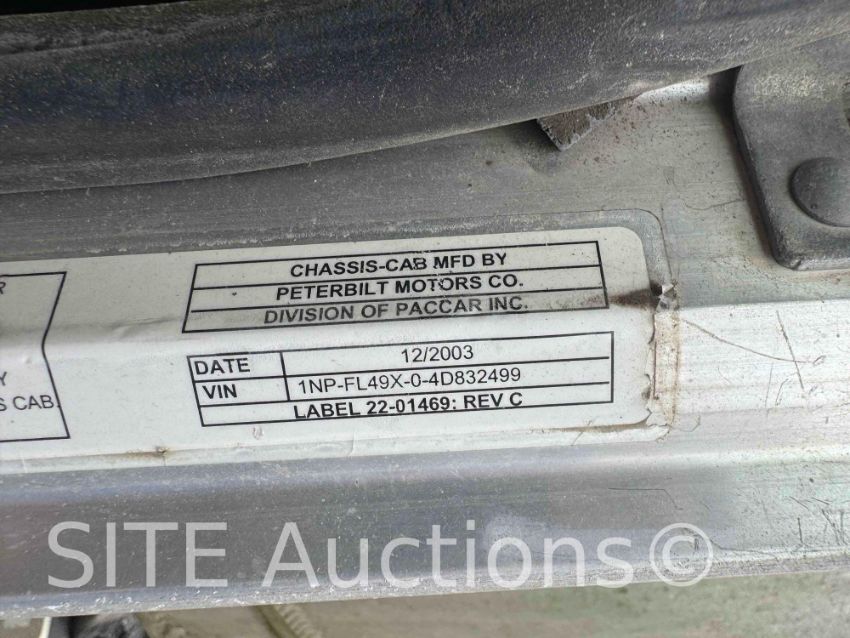 R
Y
S CAB.
CHASSIS-CAB MFD BY
PETERBILT MOTORS CO.
DIVISION OF PACCAR INC.
DATE 12/2003
VIN 1NP-FL49X-0-4D832499
LABEL 22-01469: REV C
SITE Auctions©